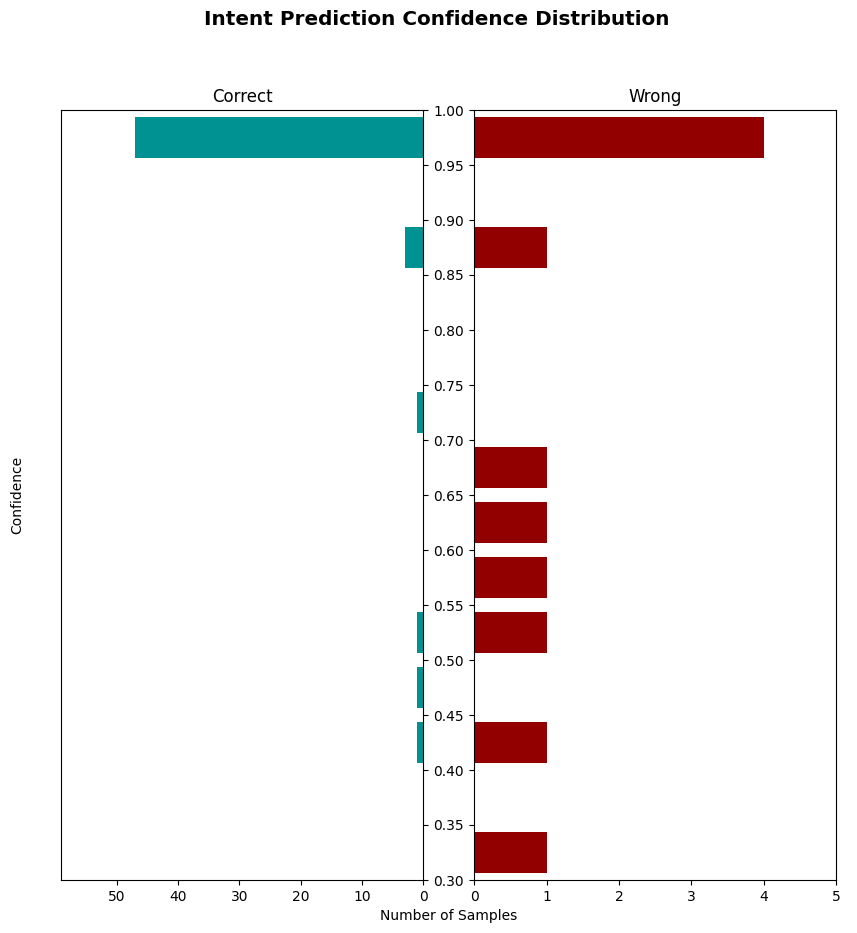 Intent Prediction Confidence Distribution
Correct
Wrong
1.00
0.95
0.90
0.85
0.80
0.75
0.70
0.65
0.60
0.55
0.50
0.45
0.40
0.35
0.30
Confidence
50 40 30 20 10 0
0 1 2 3 4 5
Number of Samples